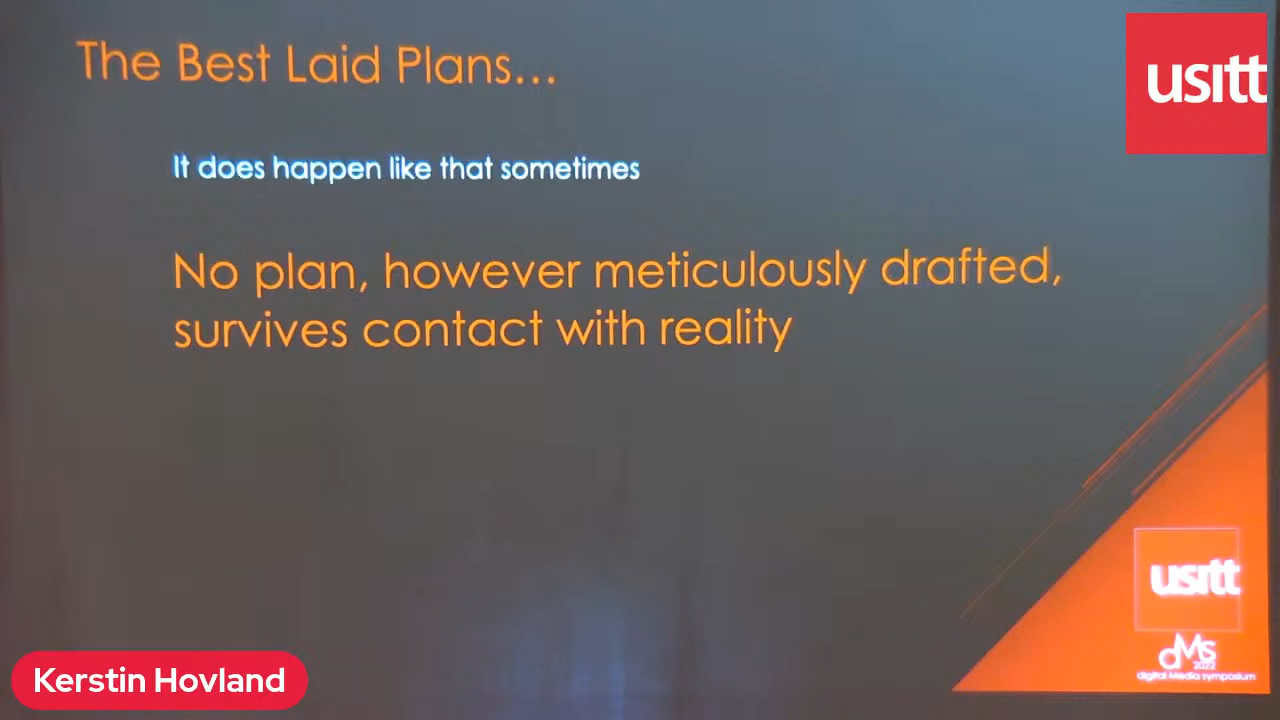 The Best Laid Plans...
usitt
It does happen like that sometimes
No plan, however meticulously drafted,
survives contact with reality
usitt
dMS
2022
digital Media symposium
Kerstin Hovland